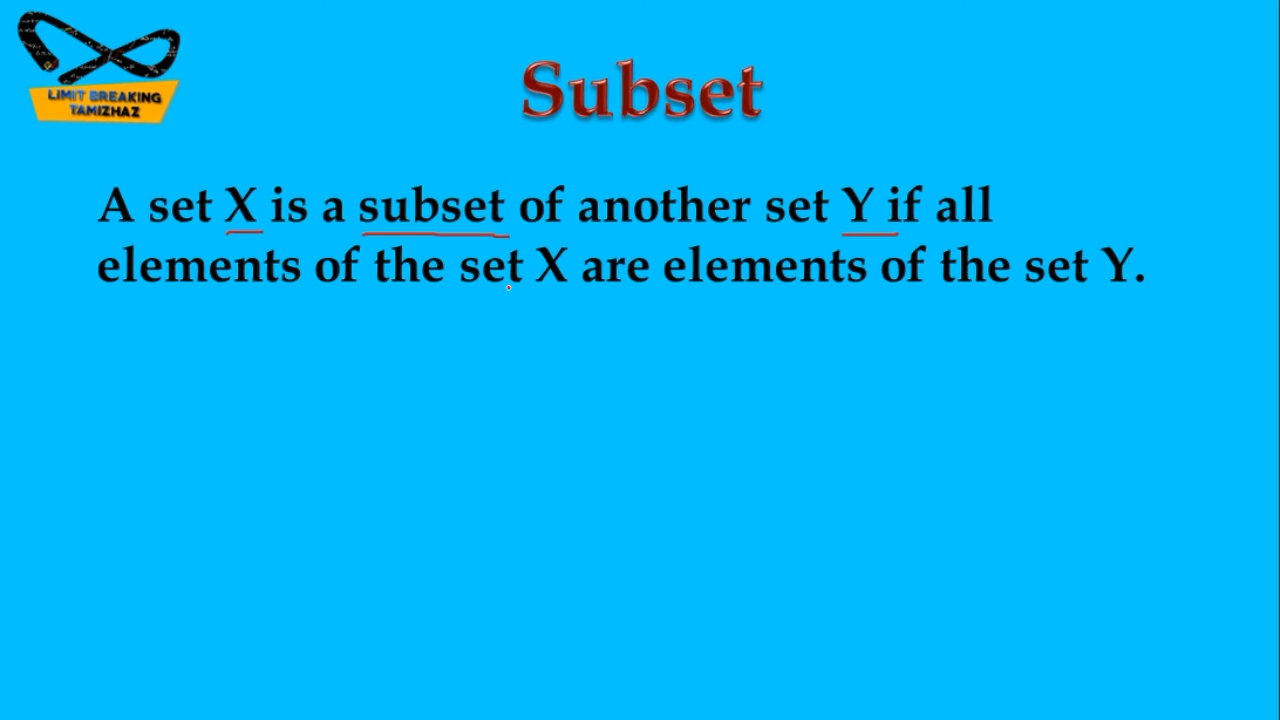 LIMIT BREAKING
TAMIZHAZ
Subset
A set X is a subset of another set Y if all
elements of the set X are elements of the set Y.